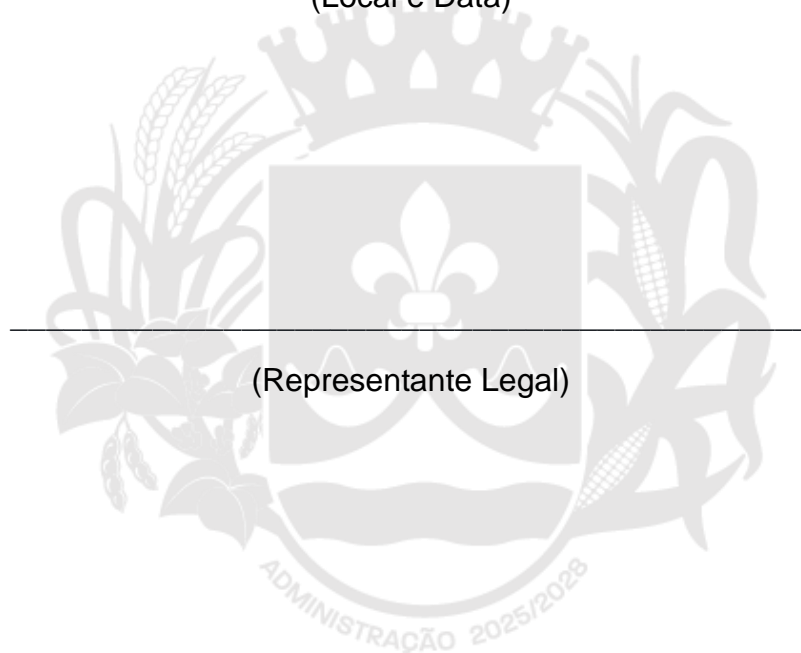 (Local e Data)
(Representante Legal)
ADMINISTRAÇÃO 2025/2028